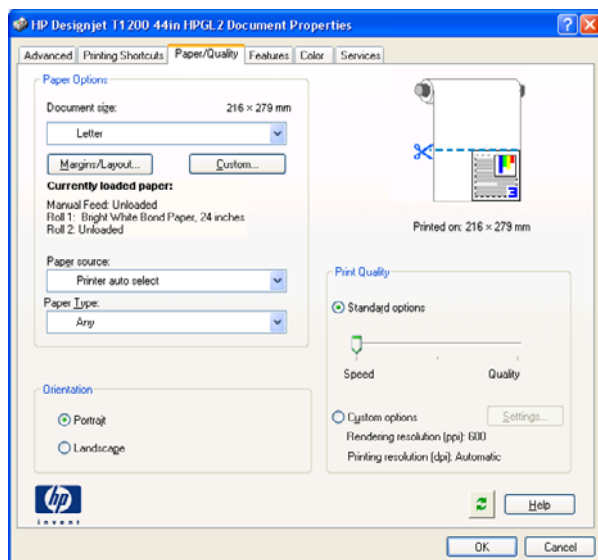 HP Designjet T1200 44in HPGL2 Document Properties
Advanced
Printing Shortcuts
Paper/Quality
Features
Color
Services
Paper Options
Document size:
216 × 279 mm
Letter
Margins/Layout...
Custom...
Currently loaded paper:
Manual Feed: Unloaded
Roll 1: Bright White Bond Paper, 24 inches
Roll 2: Unloaded
Paper source:
Printer auto select
Paper Type:
Any
Orientation
Portrait
Landscape
3
Printed on: 216 × 279 mm
Print Quality
Standard options
Speed
Quality
Custom options
Settings...
Rendering resolution (ppi): 600
Printing resolution (dpi): Automatic
hp
invent
Help
OK
Cancel